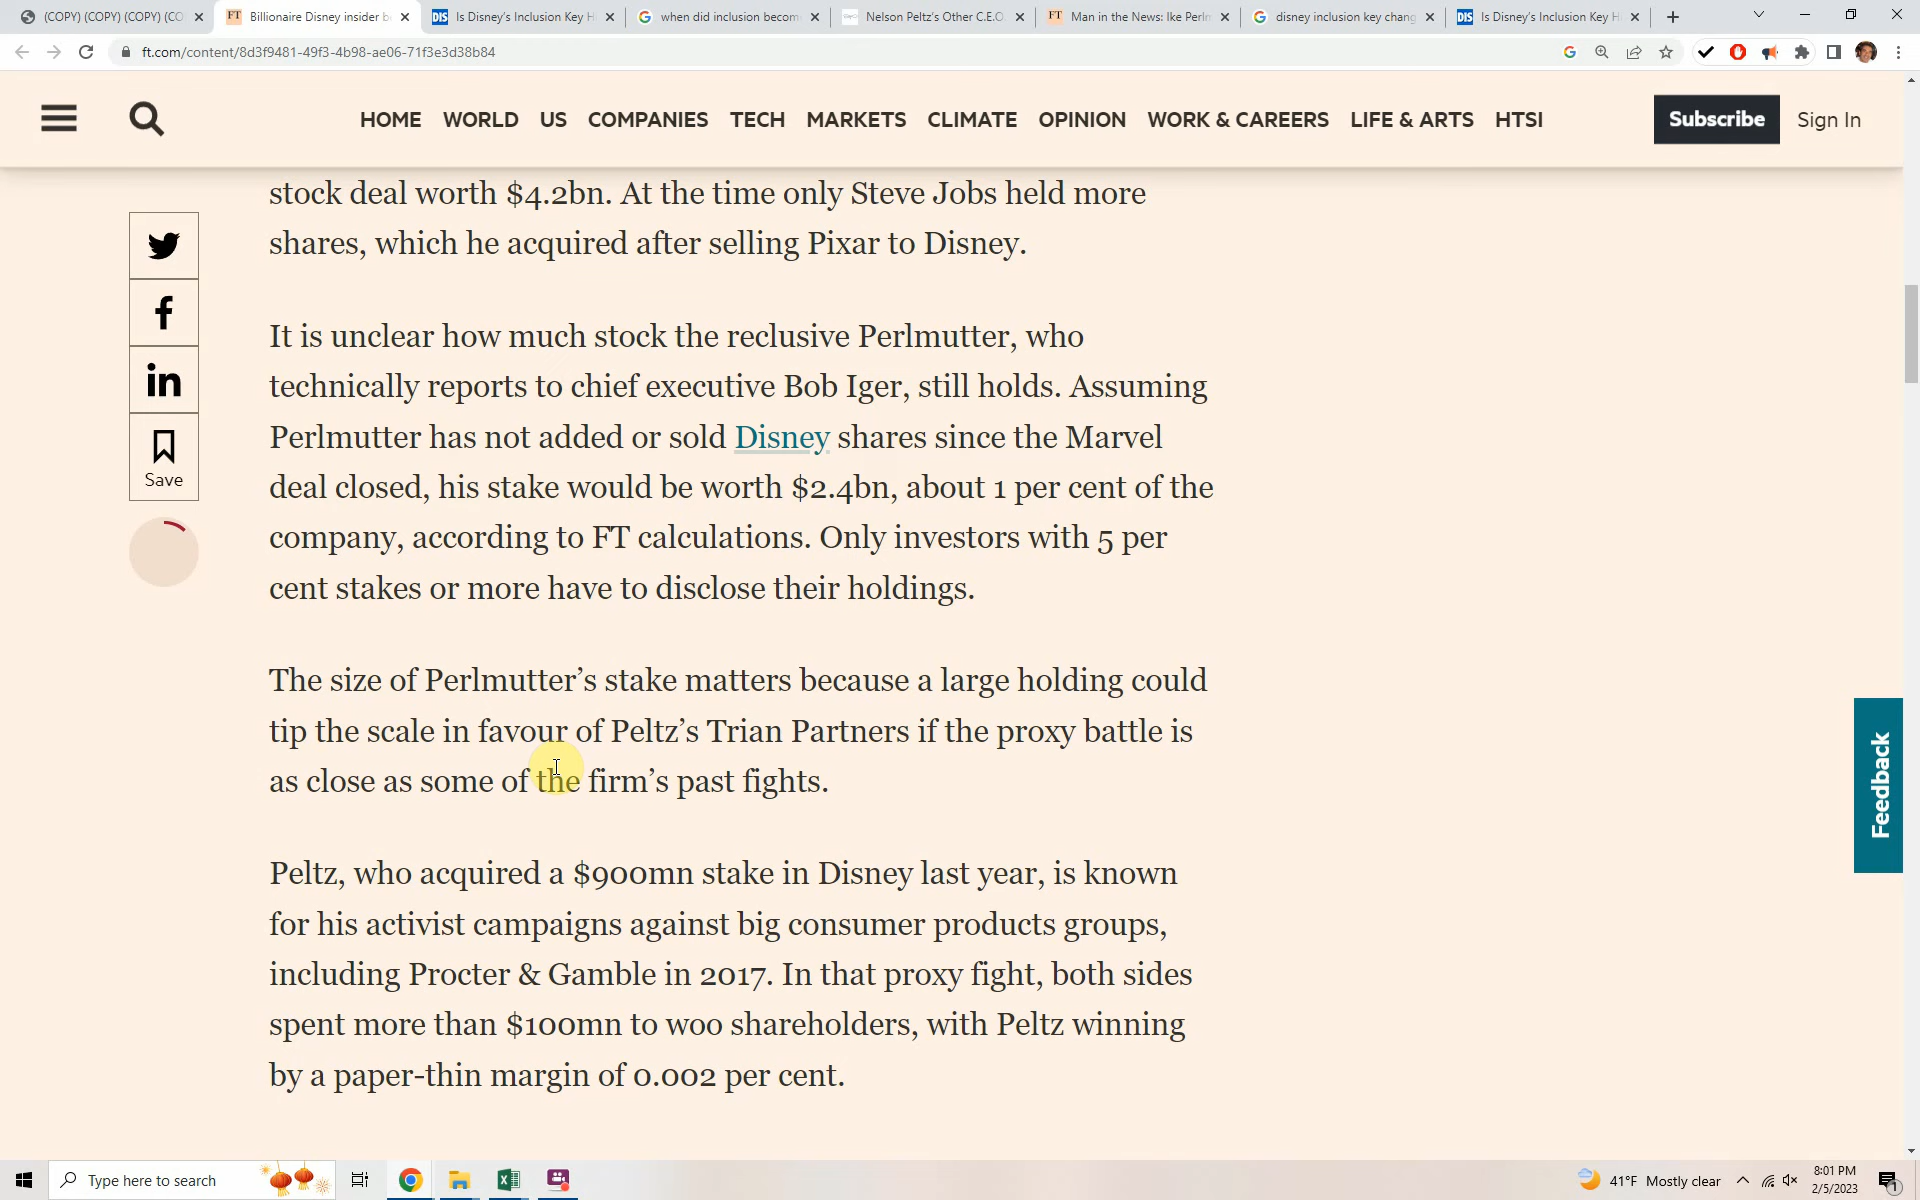 (COPY) (COPY) (COPY) (CO
FT Billionaire Disney insider b
DIS Is Disney's Inclusion Key H
when did inclusion becom
Nelson Peltz's Other C.E.O.
FT Man in the News: Ike Perlm
disney inclusion key chang
DIS Is Disney's Inclusion Key H
ft.com/content/8d3f9481-49f3-4b98-ae06-71f3e3d38b84
HOME WORLD US COMPANIES TECH MARKETS CLIMATE OPINION WORK & CAREERS LIFE & ARTS HTSI
Subscribe Sign In
stock deal worth $4.2bn. At the time only Steve Jobs held more
shares, which he acquired after selling Pixar to Disney.
It is unclear how much stock the reclusive Perlmutter, who
technically reports to chief executive Bob Iger, still holds. Assuming
Perlmutter has not added or sold Disney shares since the Marvel
deal closed, his stake would be worth $2.4bn, about 1 per cent of the
company, according to FT calculations. Only investors with 5 per
cent stakes or more have to disclose their holdings.
The size of Perlmutter's stake matters because a large holding could
tip the scale in favour of Peltz's Trian Partners if the proxy battle is
as close as some of the firm's past fights.
Peltz, who acquired a $900mn stake in Disney last year, is known
for his activist campaigns against big consumer products groups,
including Procter & Gamble in 2017. In that proxy fight, both sides
spent more than $100mn to woo shareholders, with Peltz winning
by a paper-thin margin of 0.002 per cent.
Save
Feedback
Type here to search
41°F Mostly clear
8:01 PM
2/5/2023
1